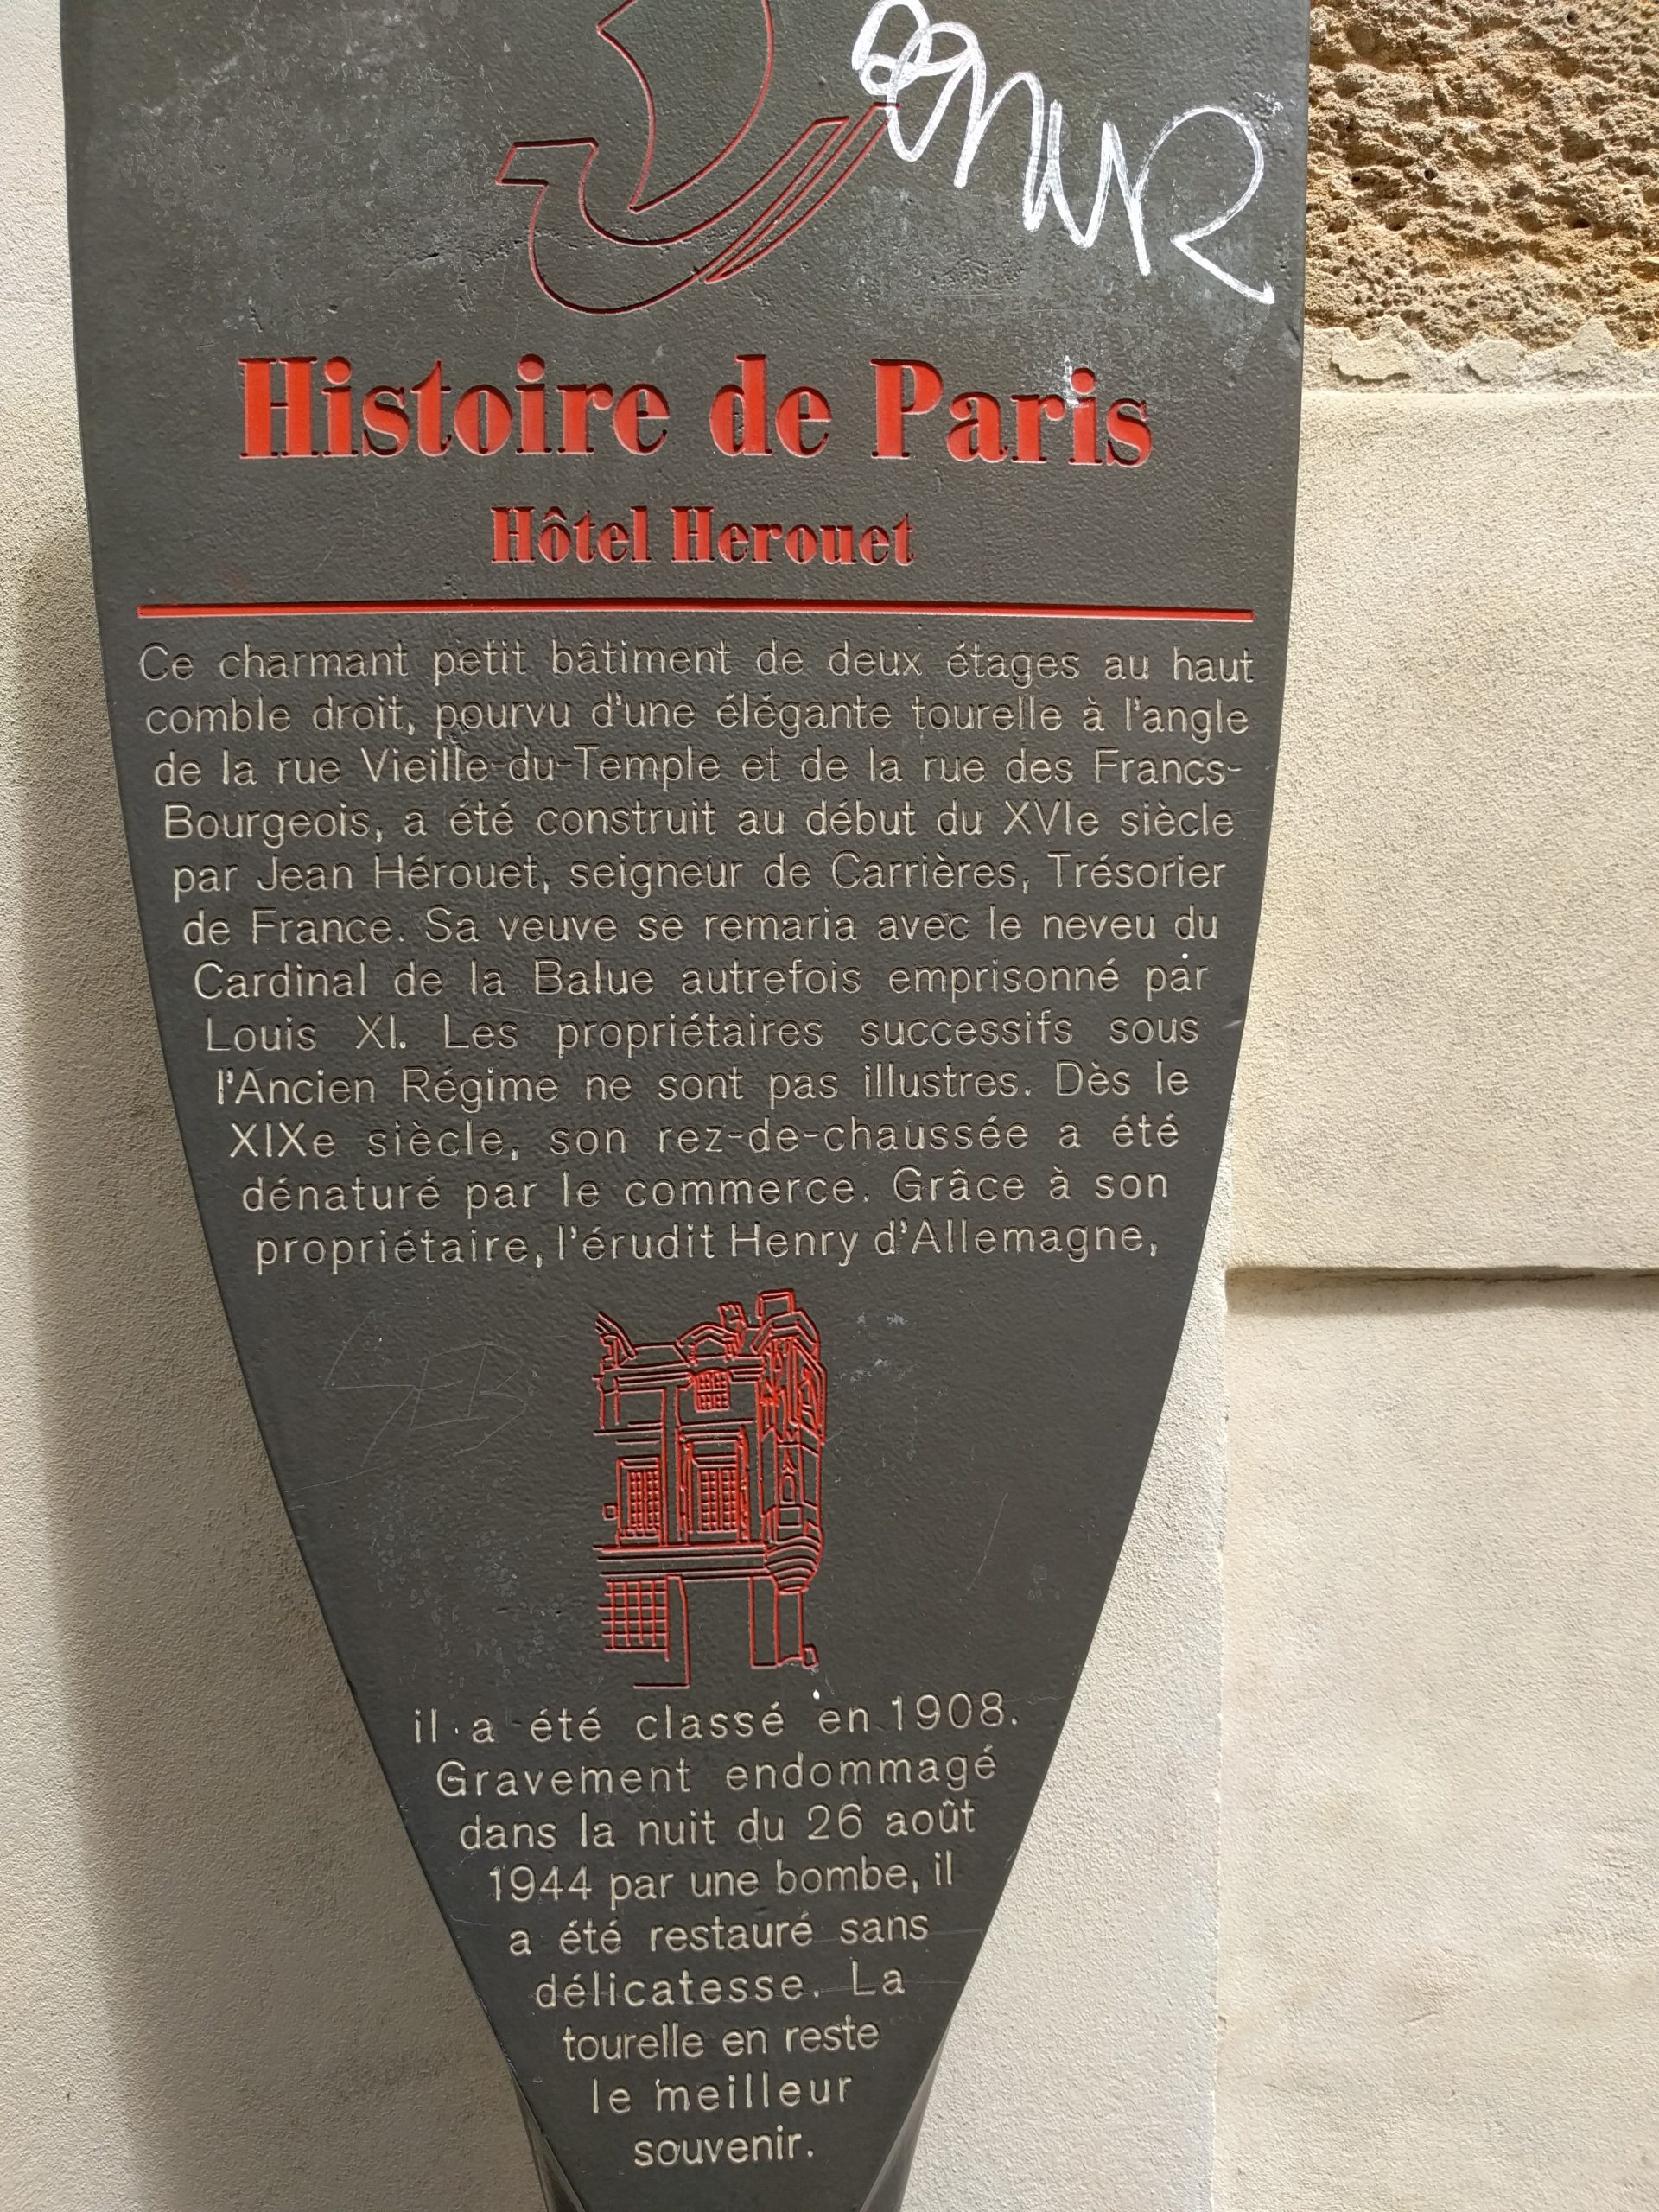 Histoire de Paris
Hôtel Herouet
Ce charmant petit bâtiment de deux étages au haut
comble droit, pourvu d'une élégante tourelle à l'angle
de la rue Vieille-du-Temple et de la rue des Francs-
Bourgeois, a été construit au début du XVIe siècle
par Jean Hérouet, seigneur de Carrières, Trésorier
de France. Sa veuve se remaria avec le neveu du
Cardinal de la Balue autrefois emprisonné par
Louis XI. Les propriétaires successifs sous
l'Ancien Régime ne sont pas illustres. Dès le
XIXe siècle, son rez-de-chaussée a été
dénaturé par le commerce. Grâce à son
propriétaire, l'érudit Henry d'Allemagne,
il a été classé en 1908.
Gravement endommagé
dans la nuit du 26 août
1944 par une bombe, il
a été restauré sans
délicatesse. La
tourelle en reste
le meilleur
souvenir.